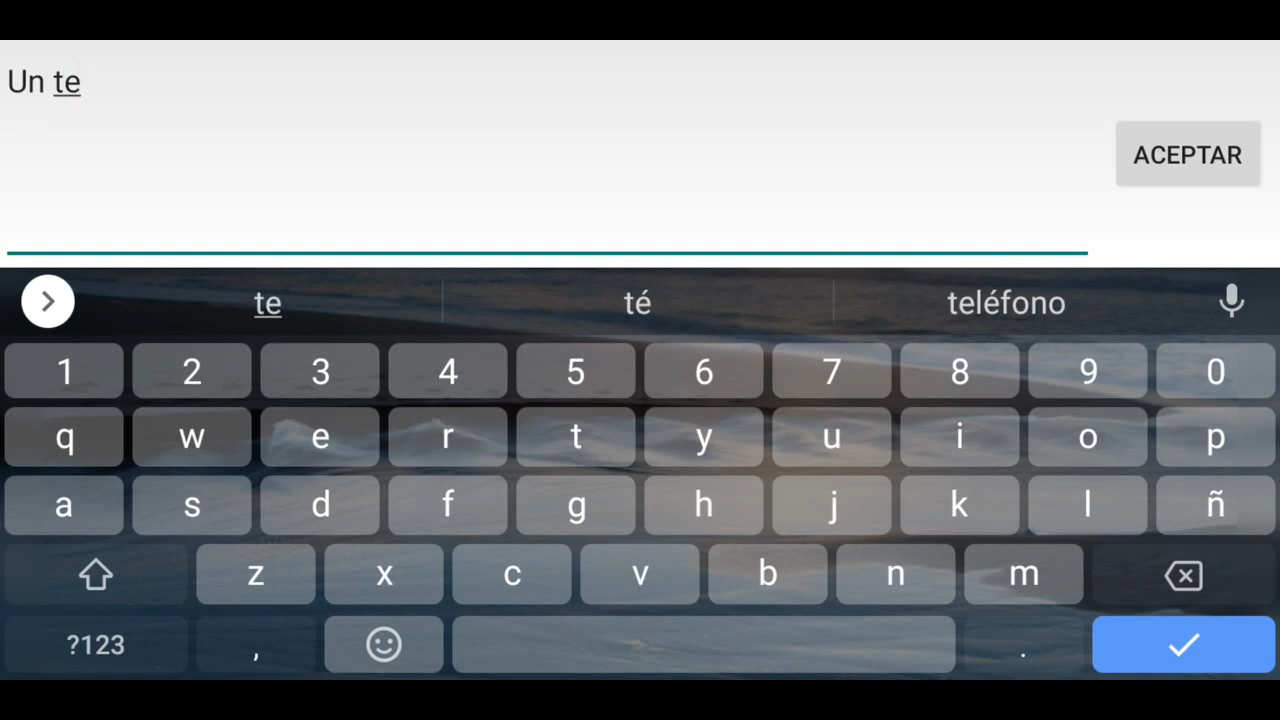 Un te
ACEPTAR
te té teléfono
1 2 3 4 5 6 7 8 9 0
q w e r t y u i o p
a s d f g h j k l ñ
z x c v b n m
?123 , .